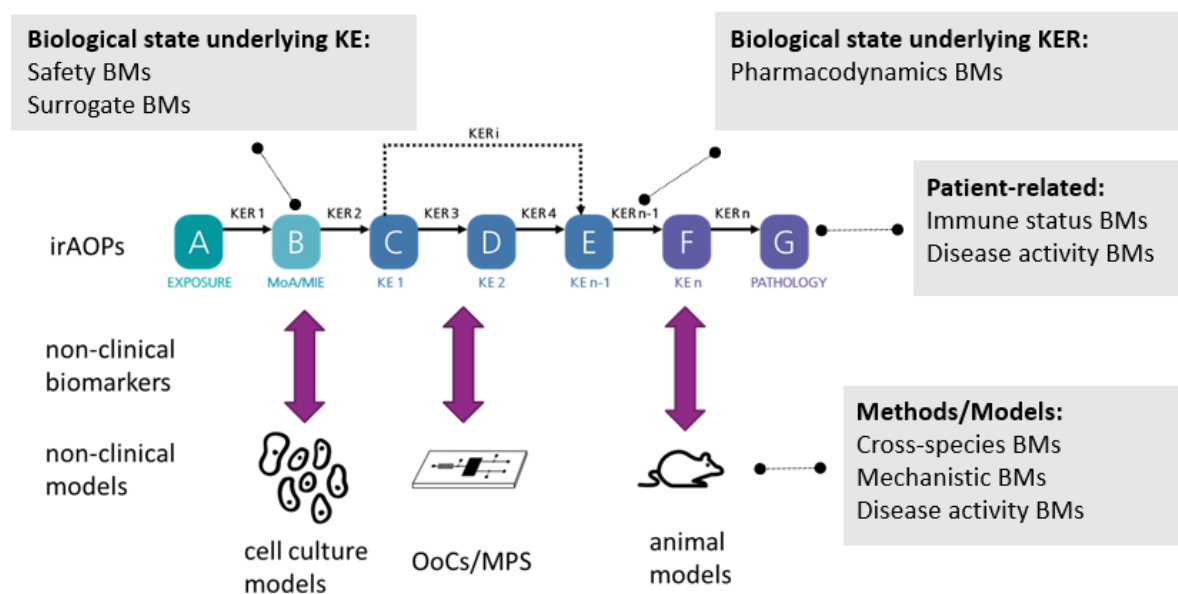 Biological state underlying KE:
Safety BMs
Surrogate BMs
Biological state underlying KER:
Pharmacodynamics BMs
KER i
Patient-related:
Immune status BMs
Disease activity BMs
irAOPs
KER 1
KER 2
KER 3
KER 4
KER n-1
KER n
A
B
C
D
E
F
G
EXPOSURE
MoA/MIE
KE 1
KE 2
KE n-1
KE n
PATHOLOGY
non-clinical
biomarkers
non-clinical
models
Methods/Models:
Cross-species BMs
Mechanistic BMs
Disease activity BMs
cell culture
models
OoCs/MPS
animal
models